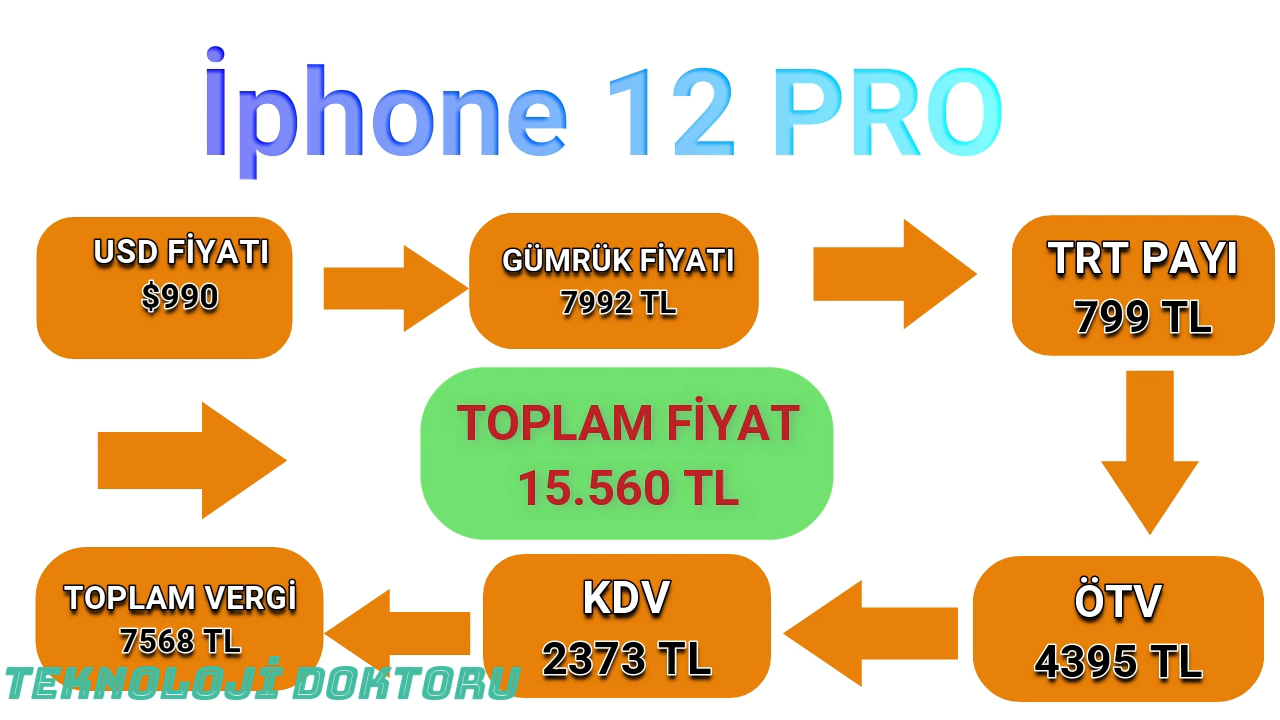 İphone 12 PRO
USD FİYATI
$990
GÜMRÜK FİYATI
7992 TL
TRT PAYI
799 TL
TOPLAM FİYAT
15.560 TL
TOPLAM VERGİ
7568 TL
KDV
2373 TL
ÖTV
4395 TL
TEKNOLOJİ DOKTORU